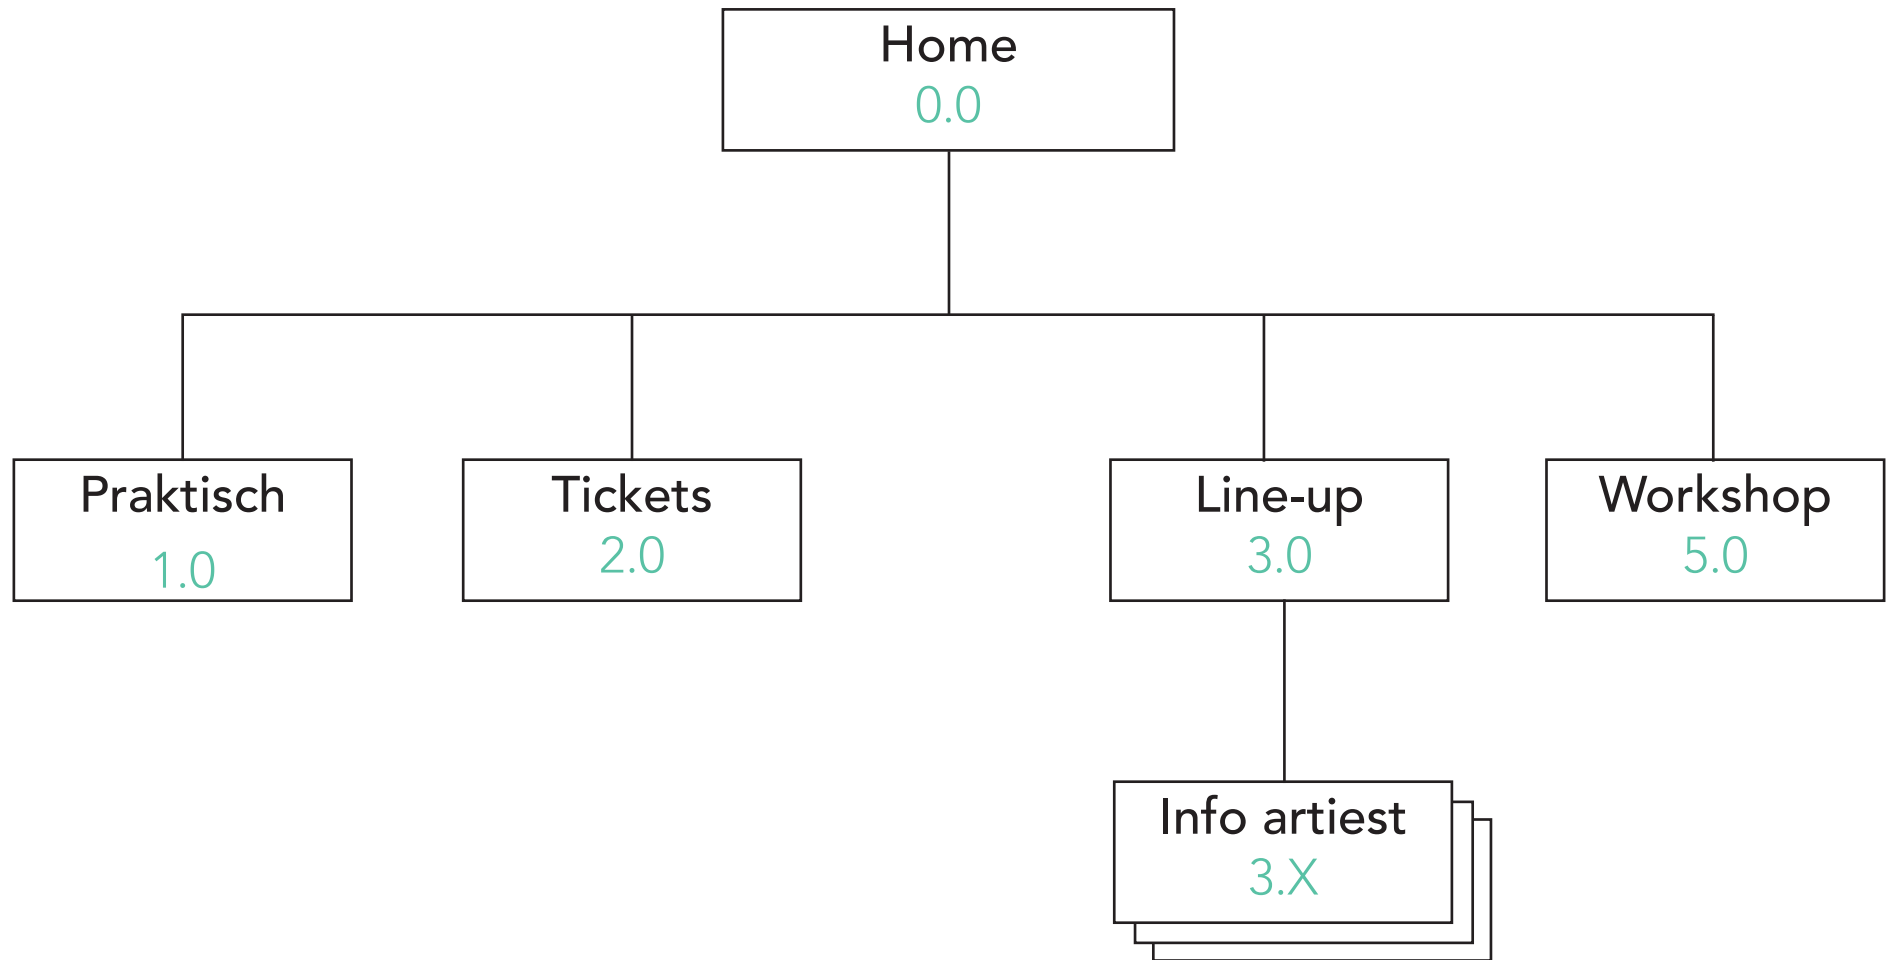 Home
0.0
Praktisch
1.0
Tickets
2.0
Line-up
3.0
Workshop
5.0
Info artiest
3.X